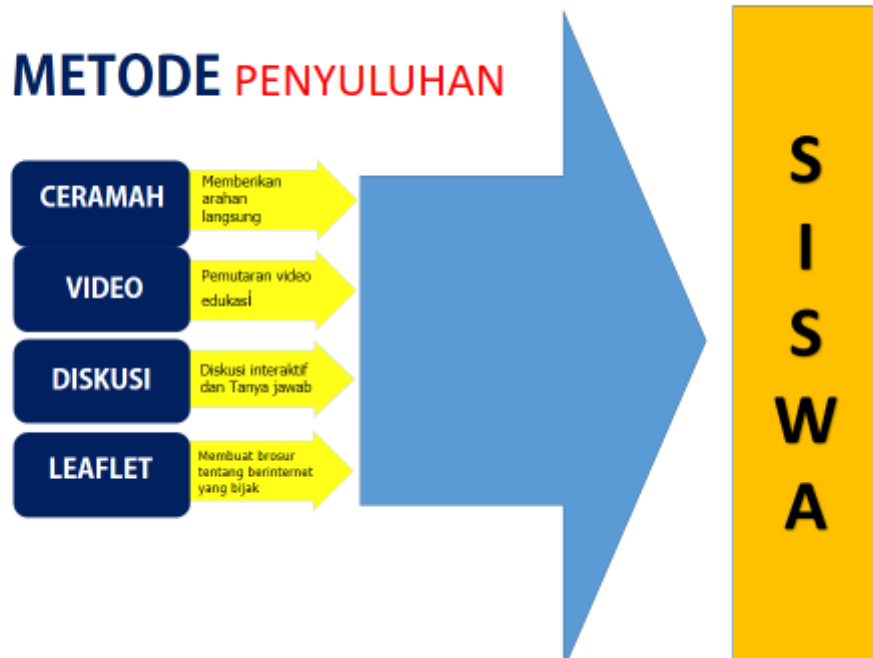 METODE PENYULUHAN
CERAMAH
Memberikan
arahan
langsung
VIDEO
Pemutaran video
edukasi
DISKUSI
Diskusi interaktif
dan Tanya jawab
LEAFLET
Membuat brosur
tentang berinternet
yang bijak
S
I
S
W
A